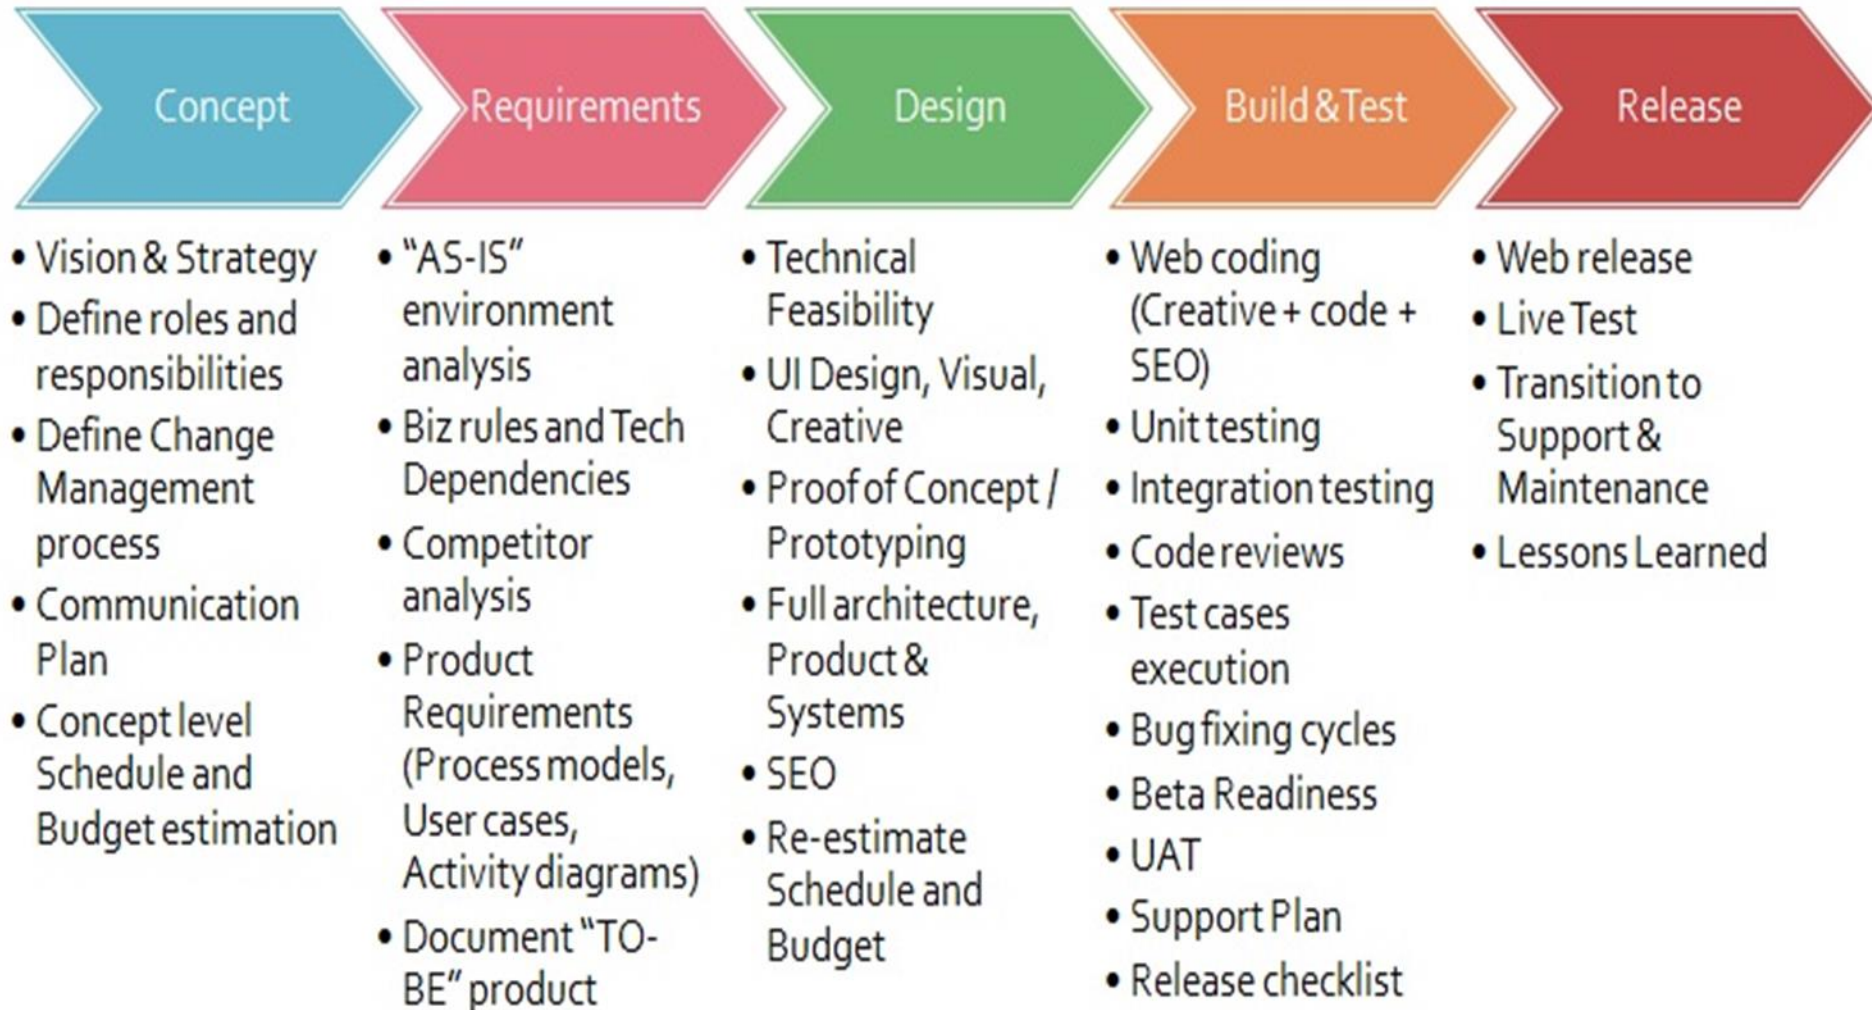 Concept
Requirements
Design
Build & Test
Release
• Vision & Strategy
• Define roles and
responsibilities
• Define Change
Management
process
• Communication
Plan
• Concept level
Schedule and
Budget estimation
• “AS-IS”
environment
analysis
• Biz rules and Tech
Dependencies
• Competitor
analysis
• Product
Requirements
(Process models,
User cases,
Activity diagrams)
• Document “TO-
BE” product
• Technical
Feasibility
• UI Design, Visual,
Creative
• Proof of Concept /
Prototyping
• Full architecture,
Product &
Systems
• SEO
• Re-estimate
Schedule and
Budget
• Web coding
(Creative + code +
SEO)
• Unit testing
• Integration testing
• Code reviews
• Test cases
execution
• Bug fixing cycles
• Beta Readiness
• UAT
• Support Plan
• Release checklist
• Web release
• Live Test
• Transition to
Support &
Maintenance
• Lessons Learned